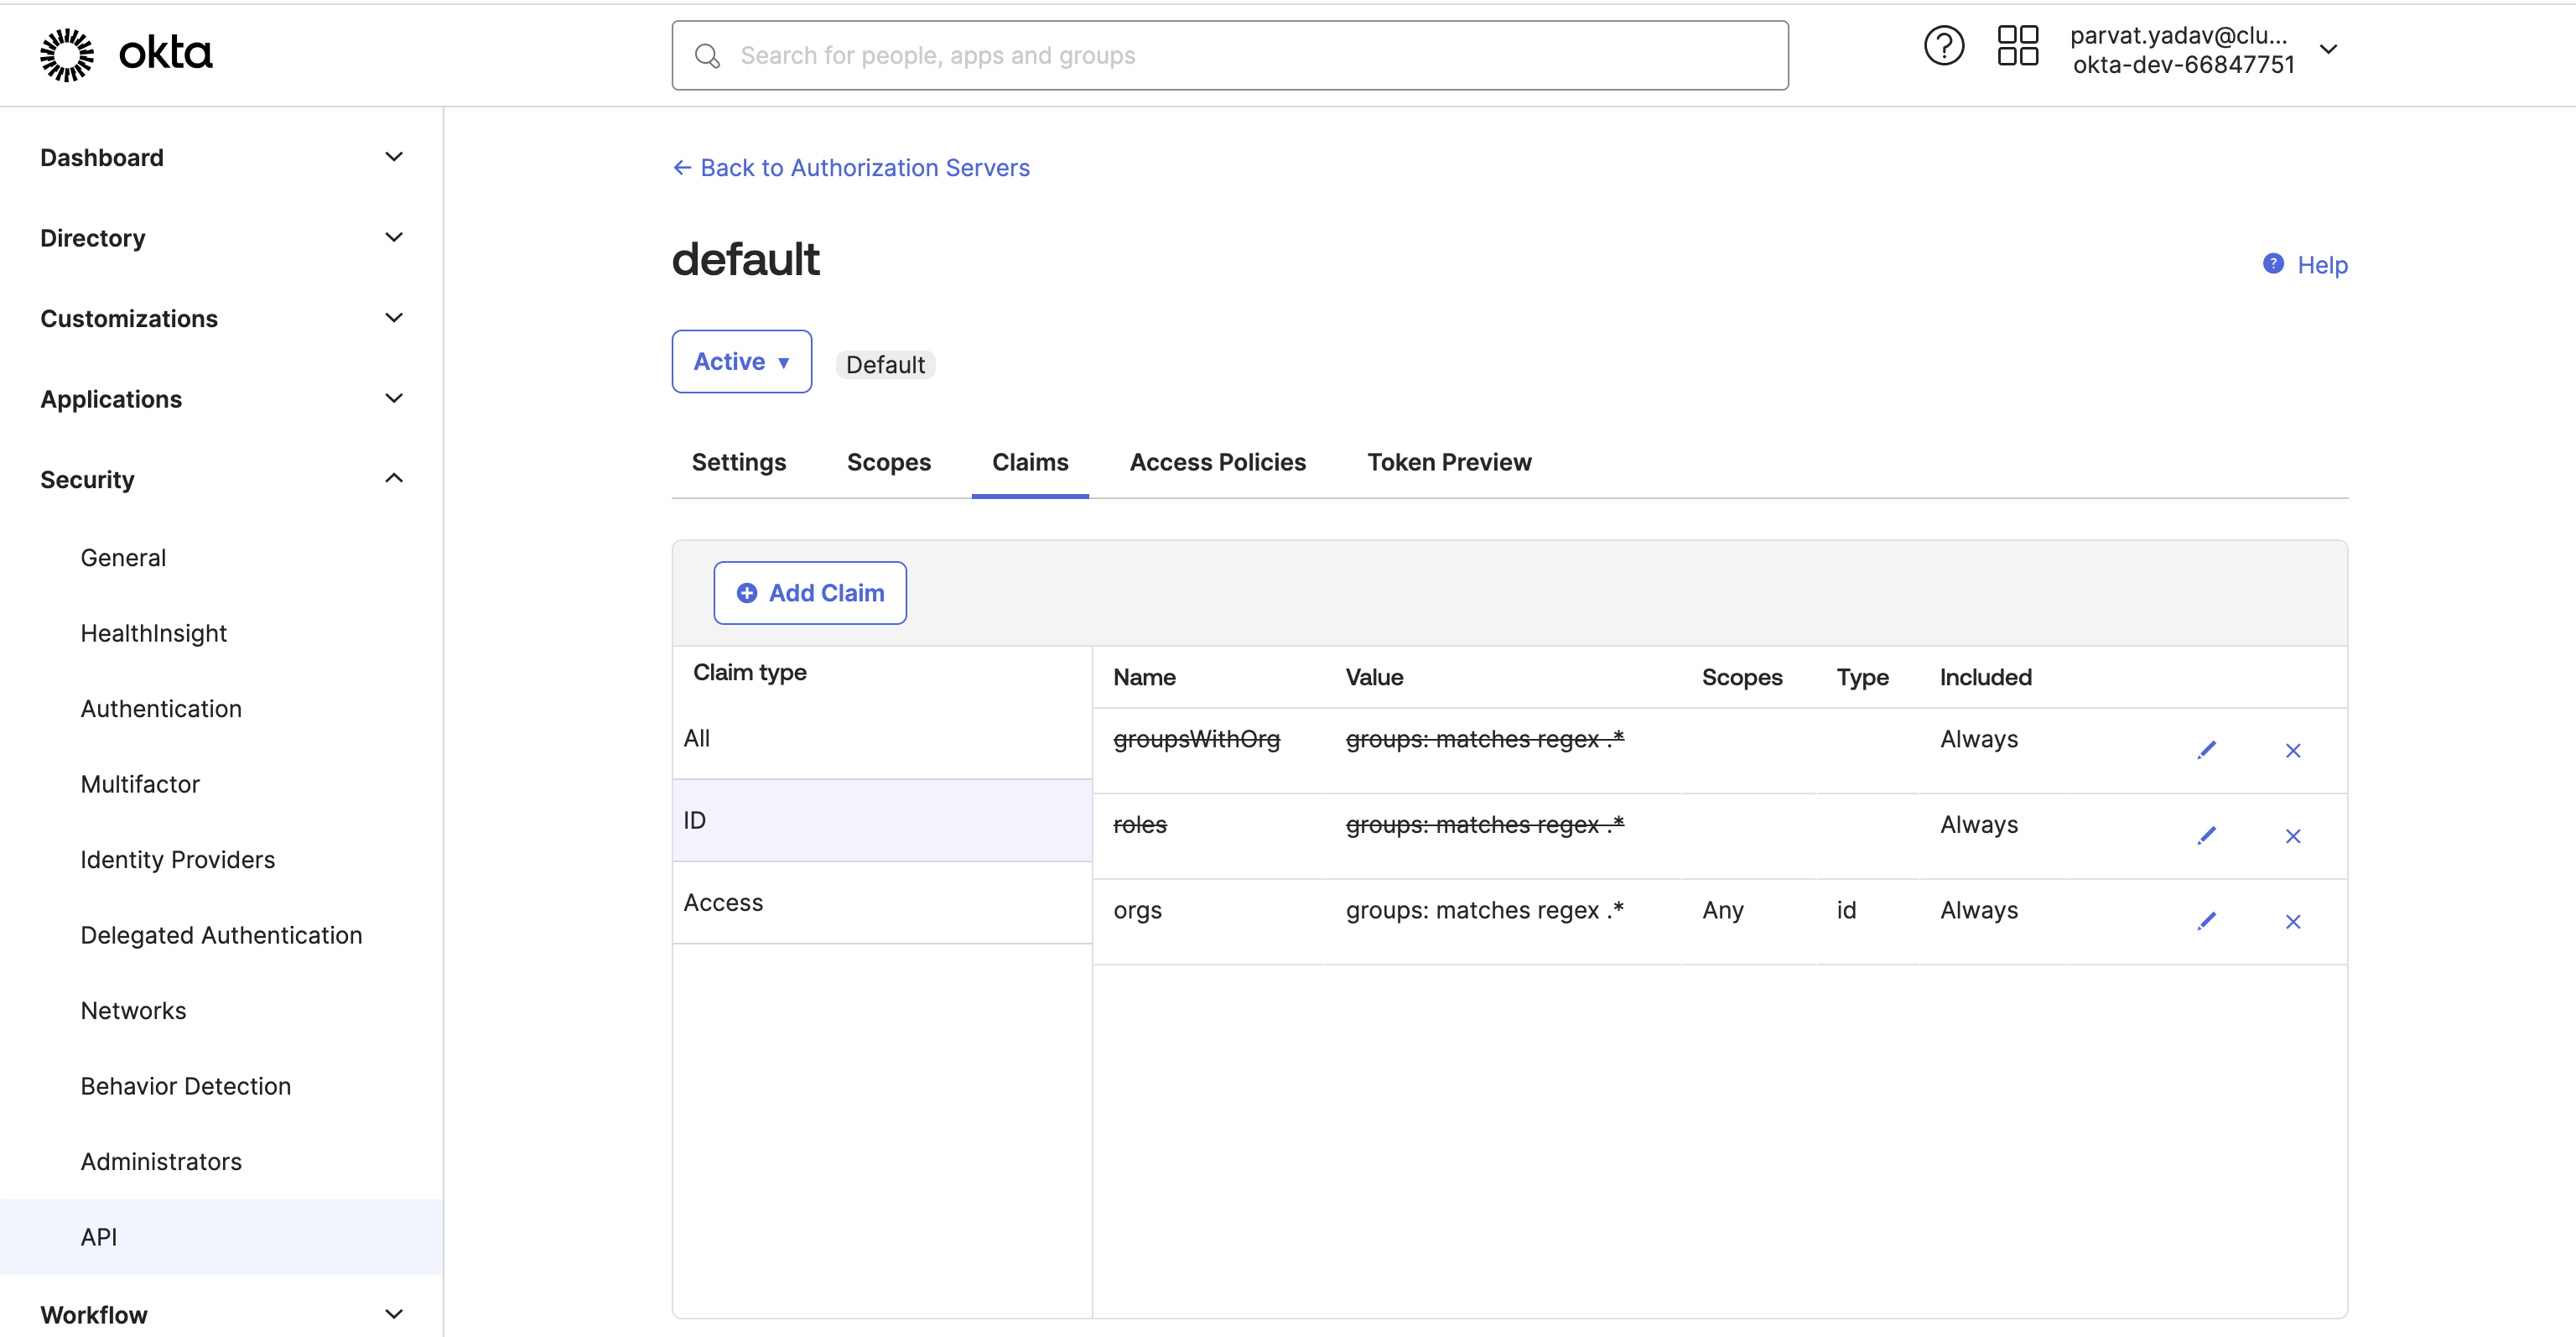 okta
Search for people, apps and groups
parvat.yadav@clu...
okta-dev-66847751
Dashboard
Directory
Customizations
Applications
Security
General
HealthInsight
Authentication
Multifactor
Identity Providers
Delegated Authentication
Networks
Behavior Detection
Administrators
API
Workflow
← Back to Authorization Servers
default
Help
Active ▼ Default
Settings Scopes Claims Access Policies Token Preview
Add Claim
Claim type
All
ID
Access
Name Value Scopes Type Included
groupsWithOrg groups: matches regex .* Always
roles groups: matches regex .* Always
orgs groups: matches regex .* Any id Always